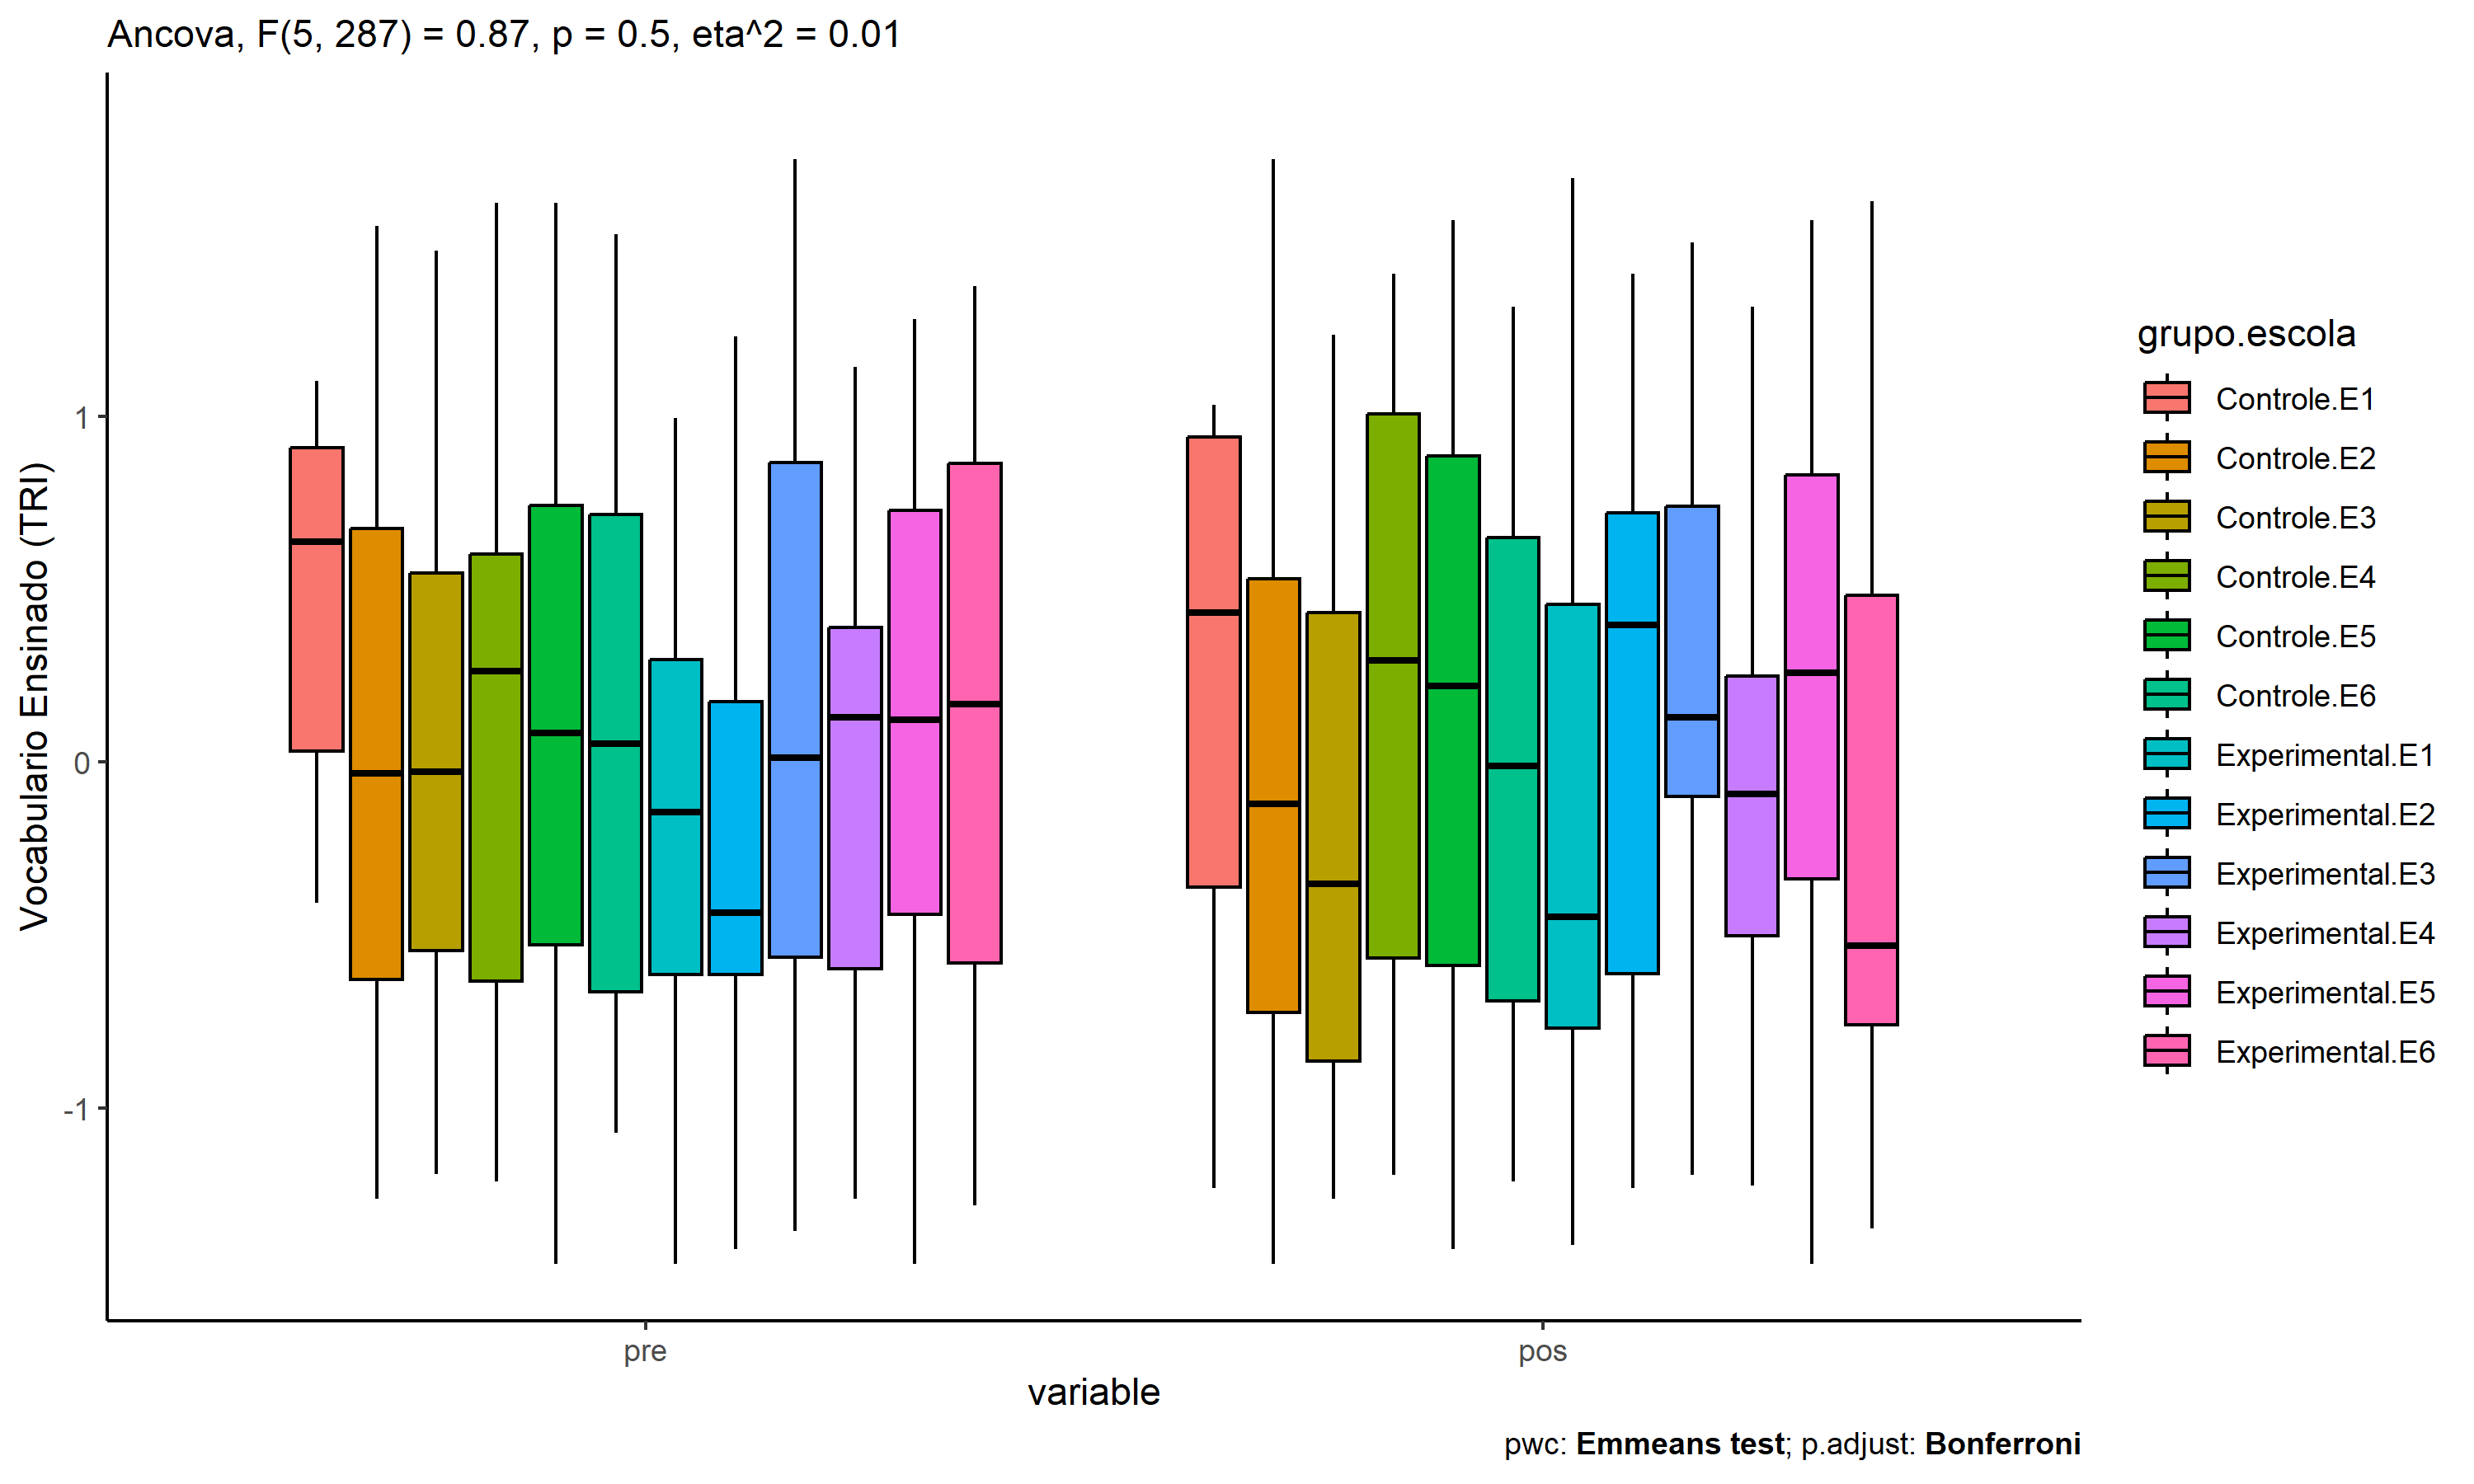 Ancova, F(5, 287) = 0.87, p = 0.5, eta^2 = 0.01
Vocabulario Ensinado (TRI)
1
0
-1
pre
pos
variable
grupo.escola
Controle.E1
Controle.E2
Controle.E3
Controle.E4
Controle.E5
Controle.E6
Experimental.E1
Experimental.E2
Experimental.E3
Experimental.E4
Experimental.E5
Experimental.E6
pwc: Emmeans test; p.adjust: Bonferroni